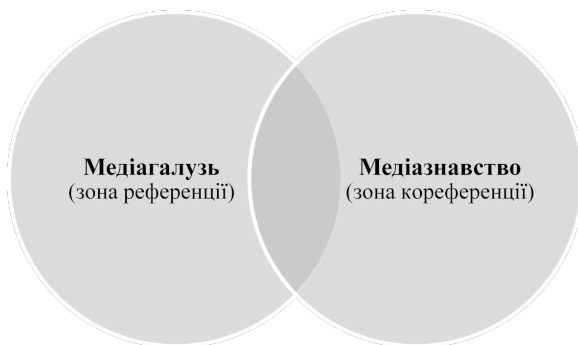 Медіагалузь
(зона референції)
Медіазнавство
(зона кореференції)